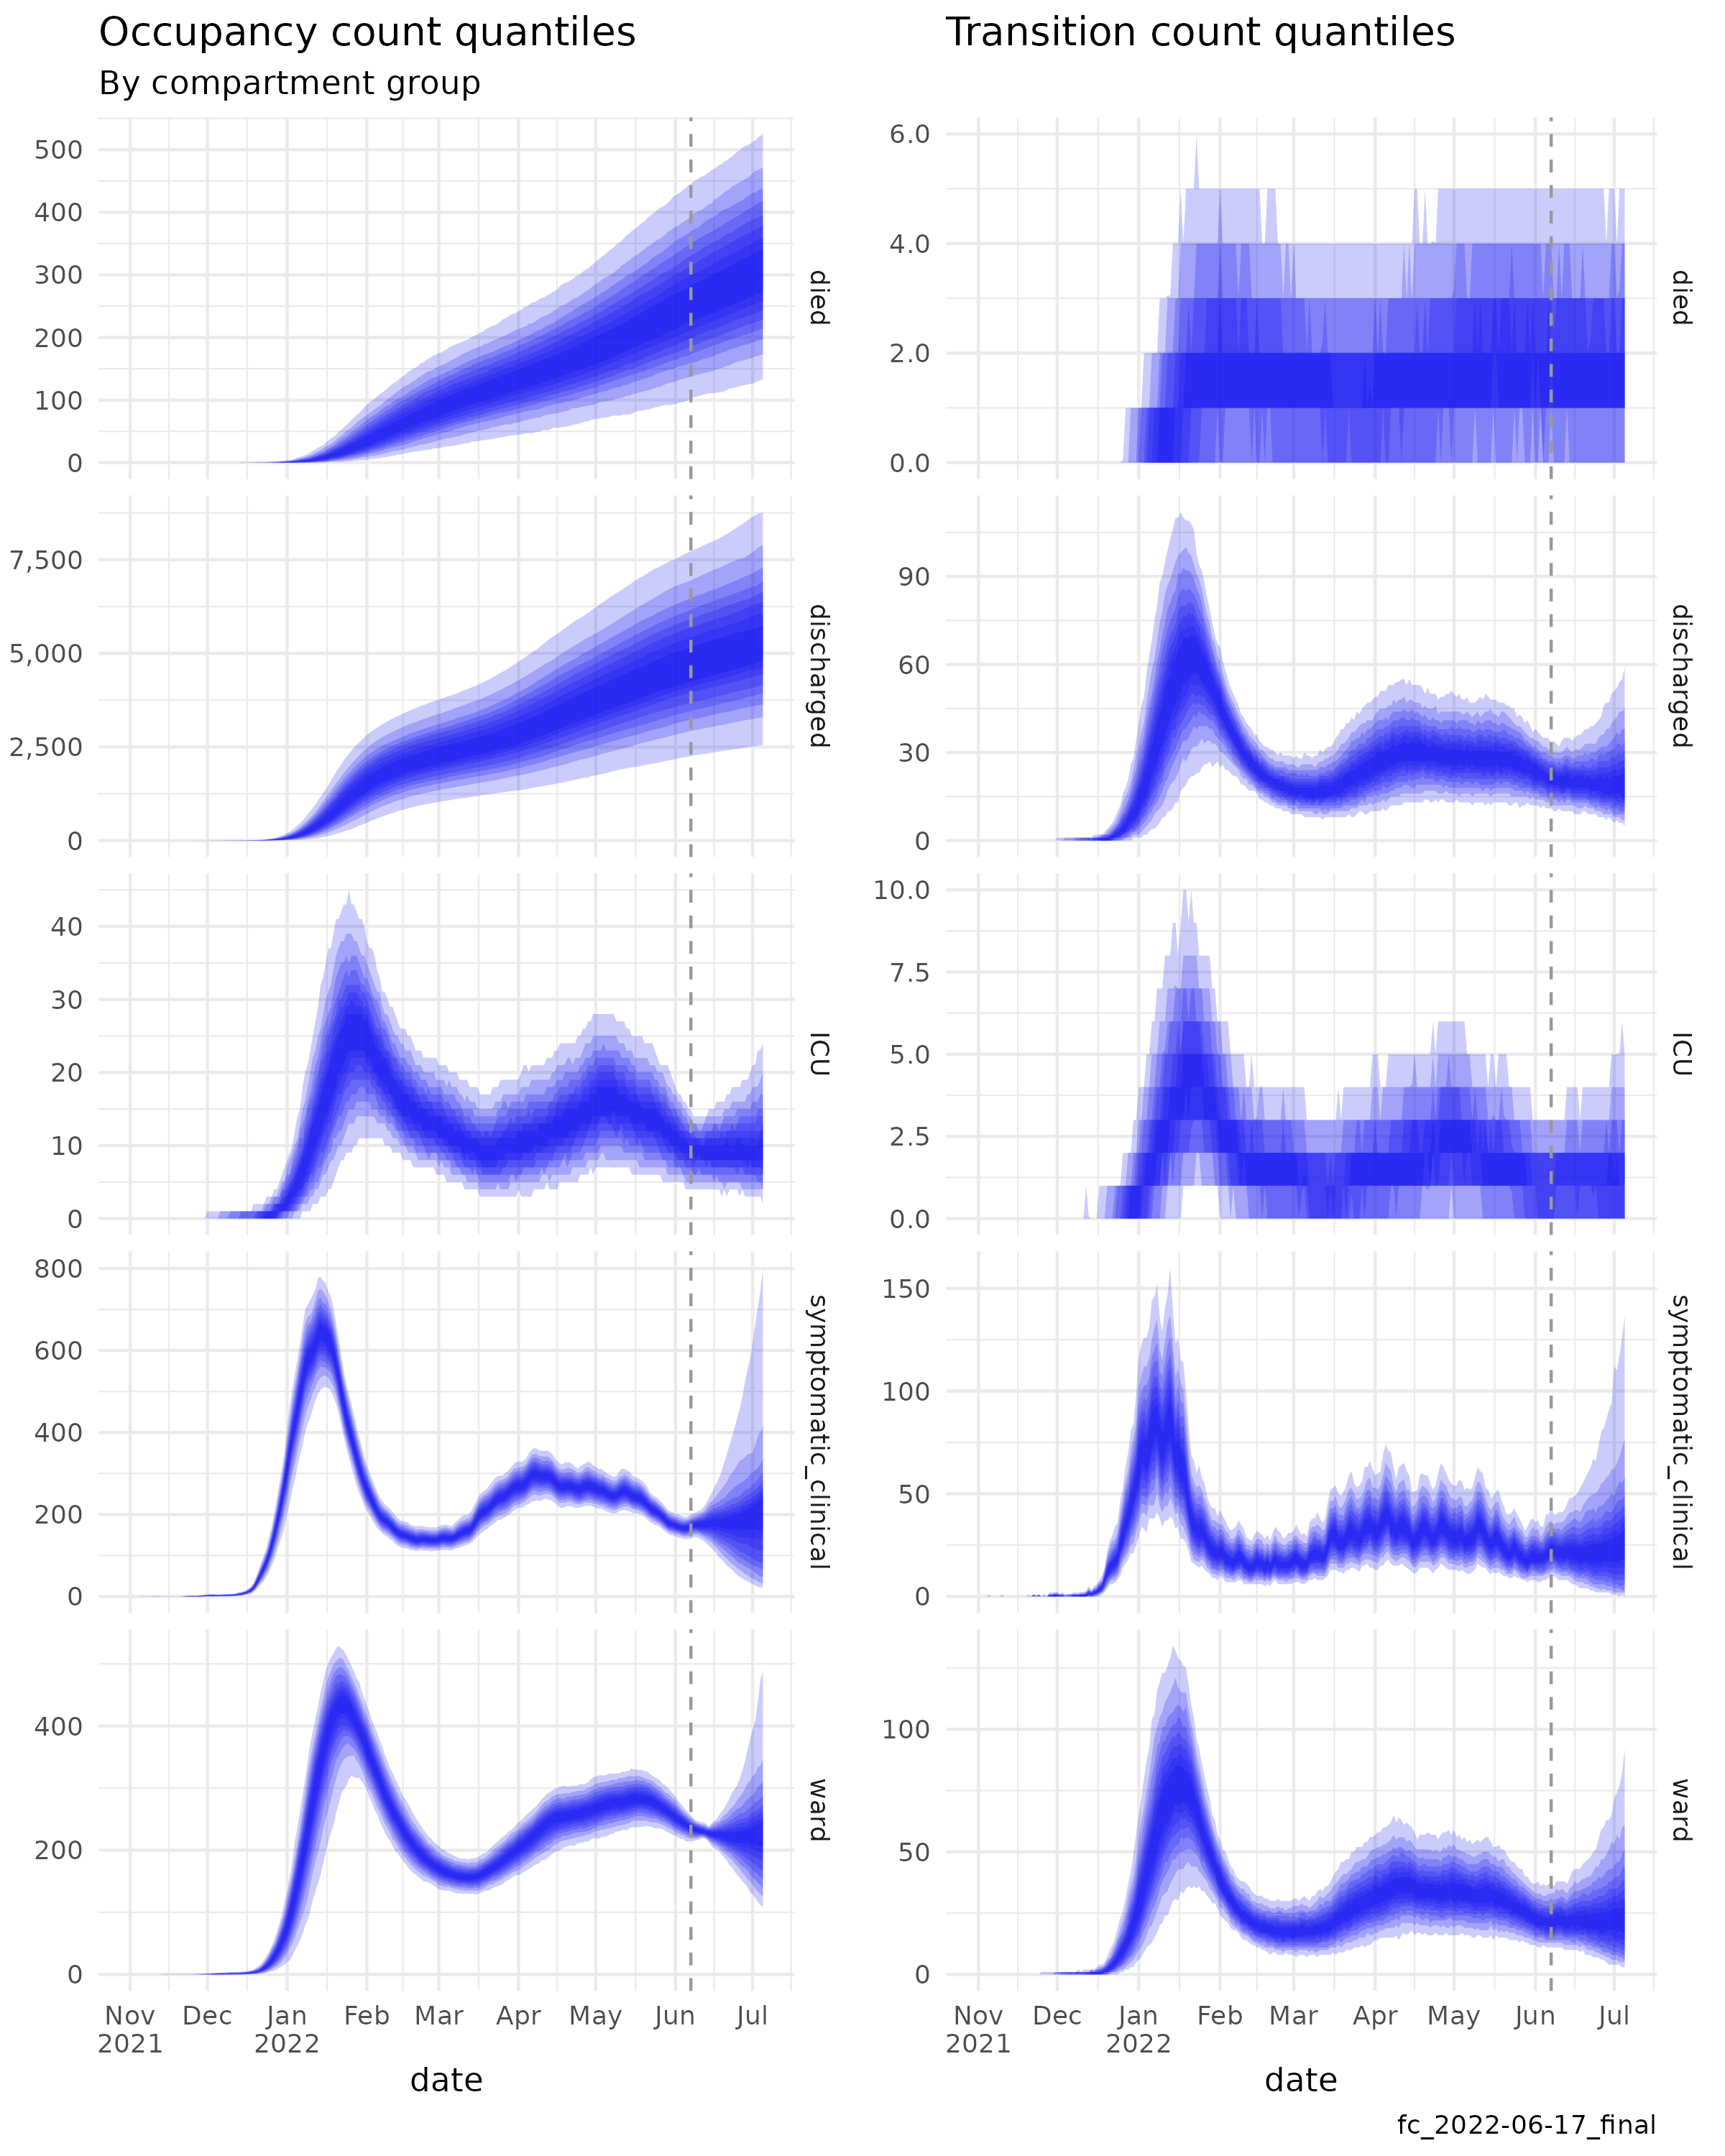 Occupancy count quantiles
By compartment group
500
400
300
200
100
0
died
7,500
5,000
2,500
0
discharged
40
30
20
10
0
ICU
800
600
400
200
0
symptomatic_clinical
400
200
0
ward
Nov Dec Jan Feb Mar Apr May Jun Jul
2021 2022
date
Transition count quantiles
6.0
4.0
2.0
0.0
died
90
60
30
0
discharged
10.0
7.5
5.0
2.5
0.0
ICU
150
100
50
0
symptomatic_clinical
100
50
0
ward
Nov Dec Jan Feb Mar Apr May Jun Jul
2021 2022
date
fc_2022-06-17_final